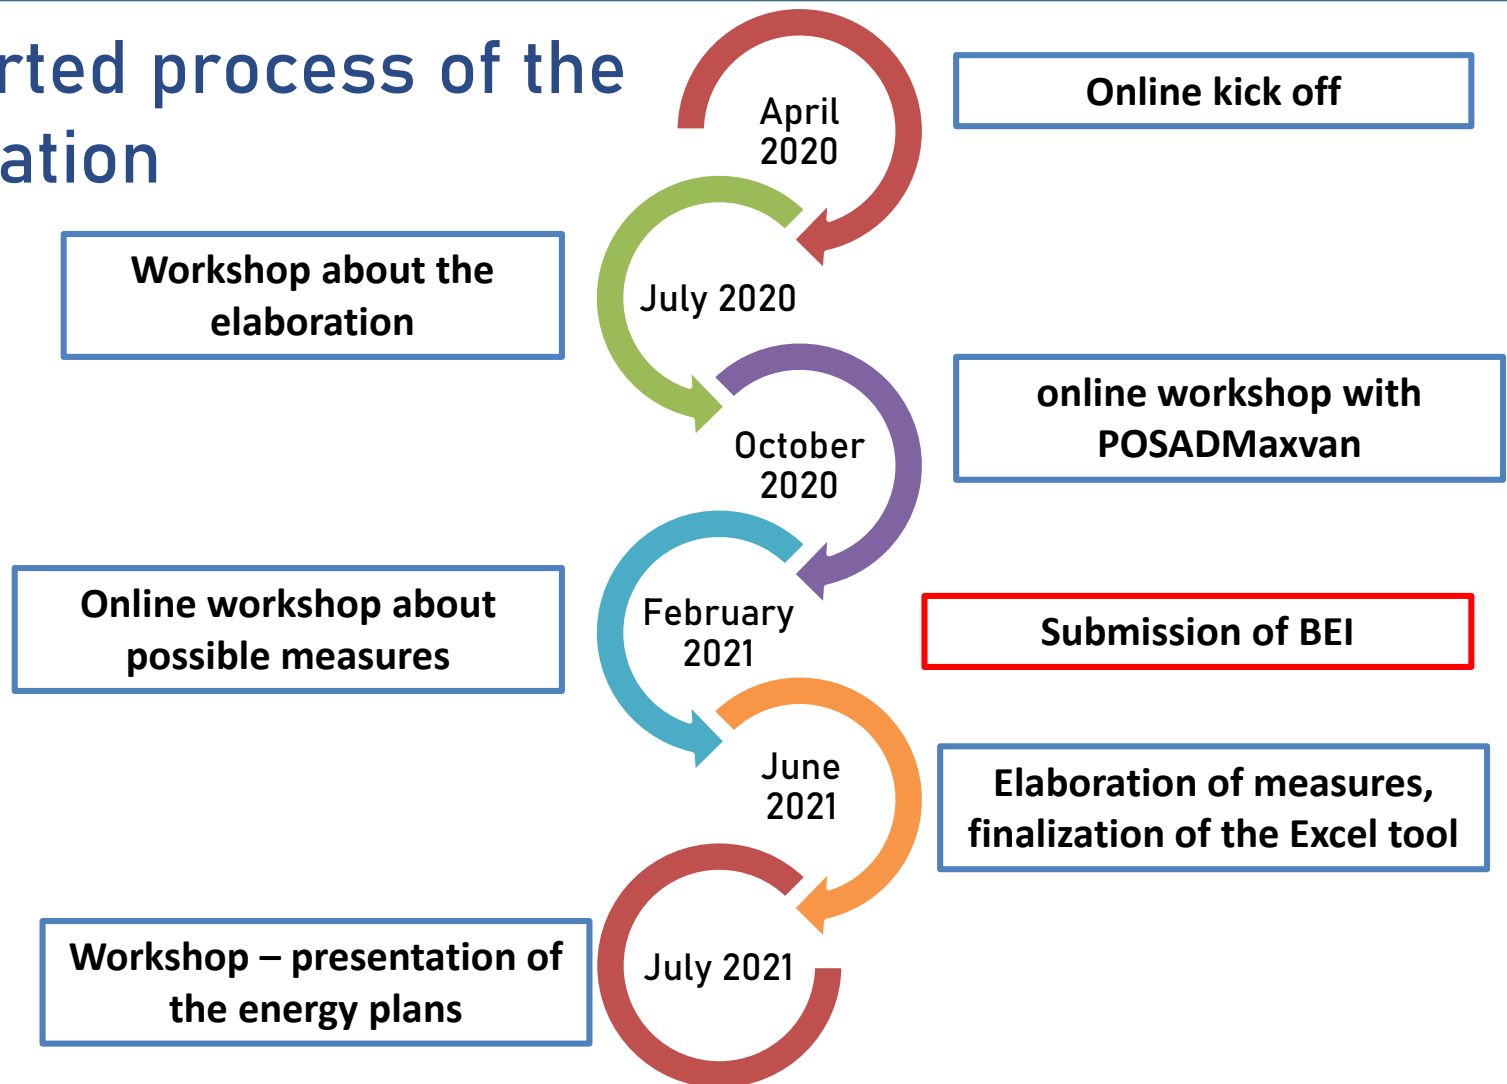 rted process of the
ation
April
2020
Online kick off
Workshop about the
elaboration
July 2020
online workshop with
POSADMaxvan
October
2020
Online workshop about
possible measures
February
2021
Submission of BEI
June
2021
Elaboration of measures,
finalization of the Excel tool
Workshop – presentation of
the energy plans
July 2021